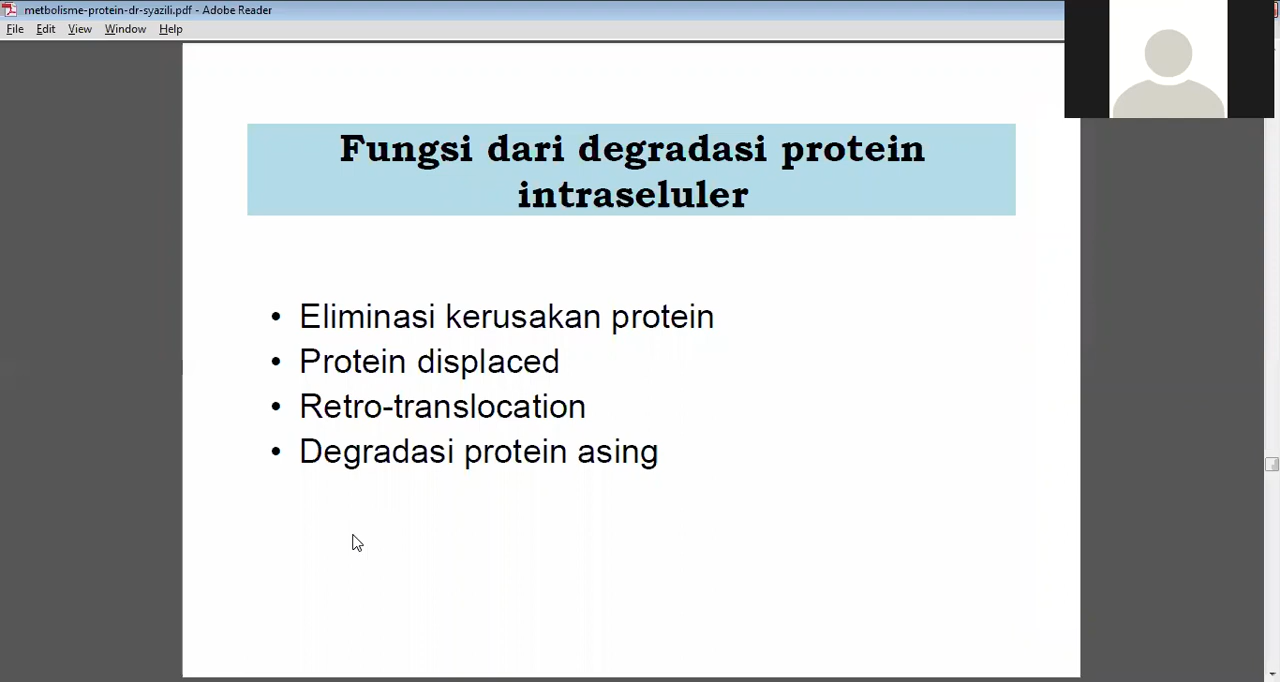 metbolisme-protein-dr-syazili.pdf - Adobe Reader
File Edit View Window Help
Fungsi dari degradasi protein
intraseluler
• Eliminasi kerusakan protein
• Protein displaced
• Retro-translocation
• Degradasi protein asing